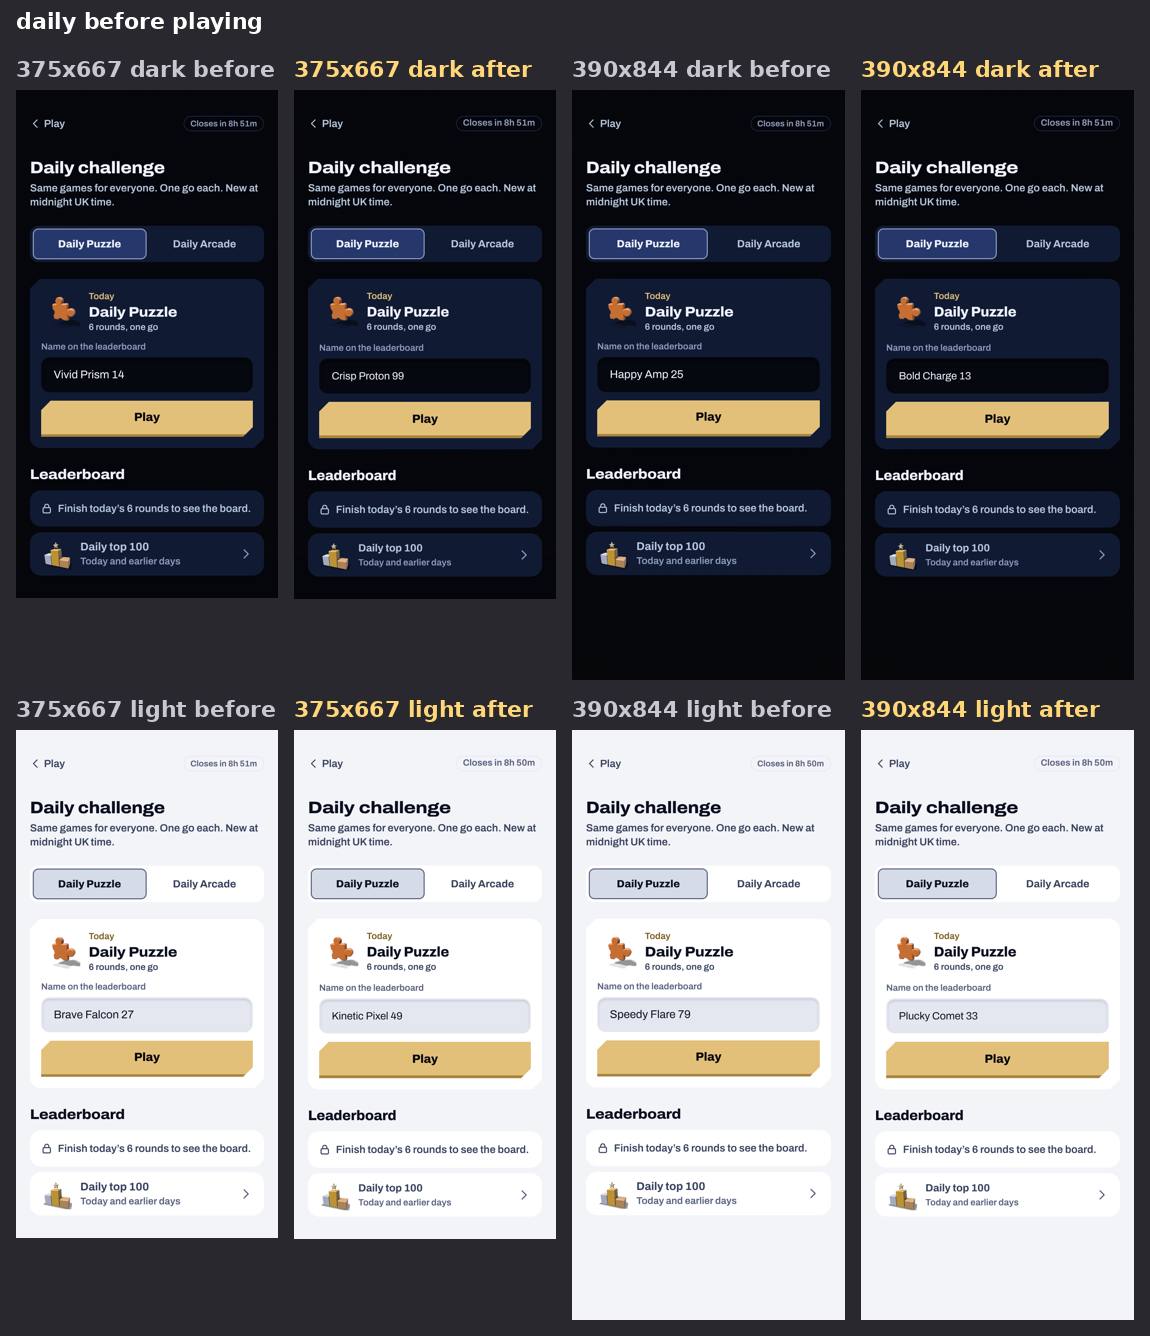 daily before playing
375x667 dark before
375x667 dark after
390x844 dark before
390x844 dark after
Play
Closes in 8h 51m
Daily challenge
Same games for everyone. One go each. New at
midnight UK time.
Daily Puzzle
Daily Arcade
Today
Daily Puzzle
6 rounds, one go
Name on the leaderboard
Vivid Prism 14
Play
Leaderboard
Finish today’s 6 rounds to see the board.
Daily top 100
Today and earlier days
Play
Closes in 8h 51m
Daily challenge
Same games for everyone. One go each. New at
midnight UK time.
Daily Puzzle
Daily Arcade
Today
Daily Puzzle
6 rounds, one go
Name on the leaderboard
Crisp Proton 99
Play
Leaderboard
Finish today’s 6 rounds to see the board.
Daily top 100
Today and earlier days
Play
Closes in 8h 51m
Daily challenge
Same games for everyone. One go each. New at
midnight UK time.
Daily Puzzle
Daily Arcade
Today
Daily Puzzle
6 rounds, one go
Name on the leaderboard
Happy Amp 25
Play
Leaderboard
Finish today’s 6 rounds to see the board.
Daily top 100
Today and earlier days
Play
Closes in 8h 51m
Daily challenge
Same games for everyone. One go each. New at
midnight UK time.
Daily Puzzle
Daily Arcade
Today
Daily Puzzle
6 rounds, one go
Name on the leaderboard
Bold Charge 13
Play
Leaderboard
Finish today’s 6 rounds to see the board.
Daily top 100
Today and earlier days
375x667 light before
375x667 light after
390x844 light before
390x844 light after
Play
Closes in 8h 51m
Daily challenge
Same games for everyone. One go each. New at
midnight UK time.
Daily Puzzle
Daily Arcade
Today
Daily Puzzle
6 rounds, one go
Name on the leaderboard
Brave Falcon 27
Play
Leaderboard
Finish today’s 6 rounds to see the board.
Daily top 100
Today and earlier days
Play
Closes in 8h 50m
Daily challenge
Same games for everyone. One go each. New at
midnight UK time.
Daily Puzzle
Daily Arcade
Today
Daily Puzzle
6 rounds, one go
Name on the leaderboard
Kinetic Pixel 49
Play
Leaderboard
Finish today’s 6 rounds to see the board.
Daily top 100
Today and earlier days
Play
Closes in 8h 50m
Daily challenge
Same games for everyone. One go each. New at
midnight UK time.
Daily Puzzle
Daily Arcade
Today
Daily Puzzle
6 rounds, one go
Name on the leaderboard
Speedy Flare 79
Play
Leaderboard
Finish today’s 6 rounds to see the board.
Daily top 100
Today and earlier days
Play
Closes in 8h 50m
Daily challenge
Same games for everyone. One go each. New at
midnight UK time.
Daily Puzzle
Daily Arcade
Today
Daily Puzzle
6 rounds, one go
Name on the leaderboard
Plucky Comet 33
Play
Leaderboard
Finish today’s 6 rounds to see the board.
Daily top 100
Today and earlier days